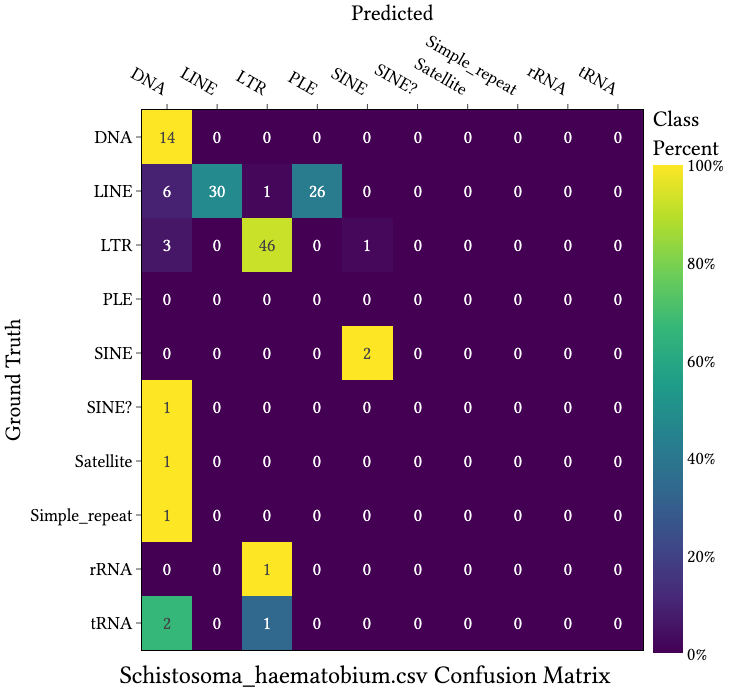 Predicted
DNA LINE LTR PLE SINE SINE? Satellite Simple_repeat rRNA tRNA
Class
Percent
Ground Truth
DNA 14 0 0 0 0 0 0 0 0 0
LINE 6 30 1 26 0 0 0 0 0 0
LTR 3 0 46 0 1 0 0 0 0 0
PLE 0 0 0 0 0 0 0 0 0 0
SINE 0 0 0 0 2 0 0 0 0 0
SINE? 1 0 0 0 0 0 0 0 0 0
Satellite 1 0 0 0 0 0 0 0 0 0
Simple_repeat 1 0 0 0 0 0 0 0 0 0
rRNA 0 0 1 0 0 0 0 0 0 0
tRNA 2 0 1 0 0 0 0 0 0 0
100%
80%
60%
40%
20%
0%
Schistosoma_haematobium.csv Confusion Matrix